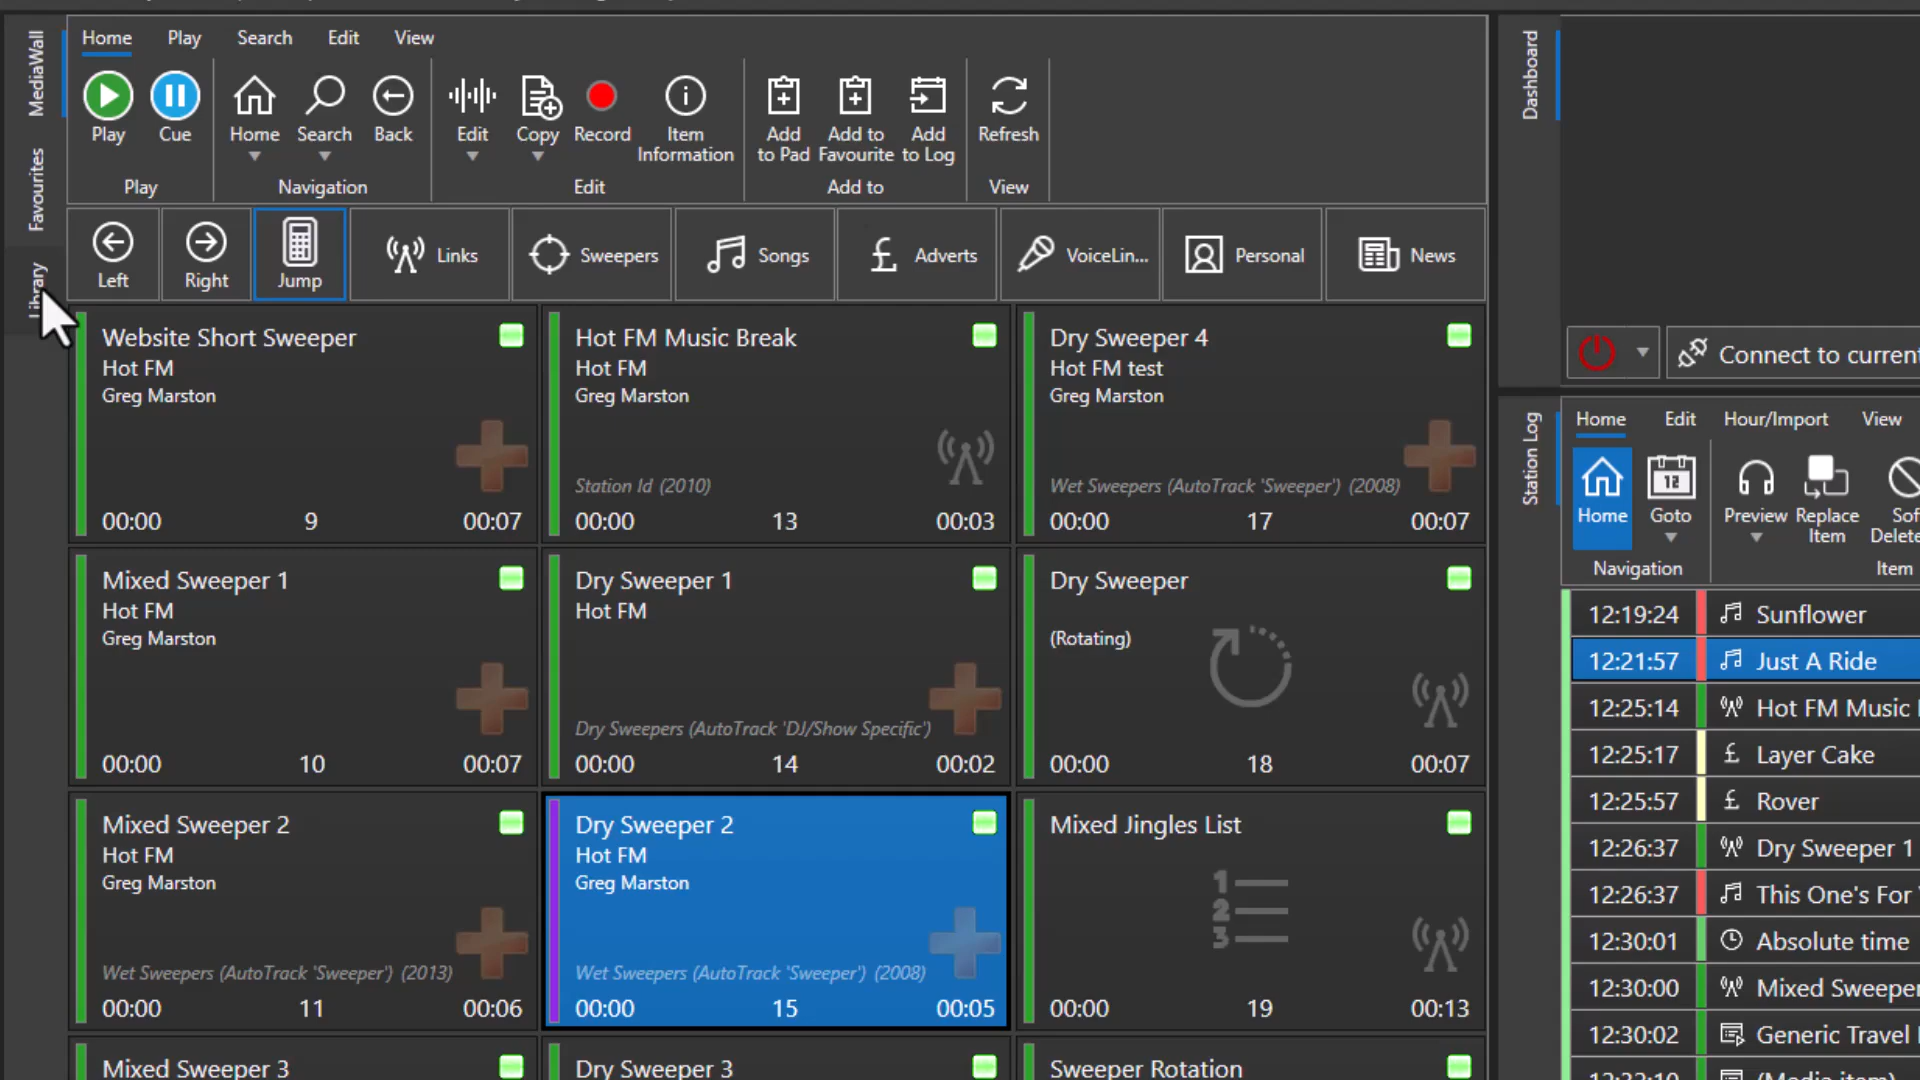 MediaWall
Favourites
Library
Home Play Search Edit View
Play
Cue
Home
Search
Back
Edit
Copy
Record
Item
Information
Add
to Pad
Add to
Favourite
Add
to Log
Refresh
Play
Navigation
Edit
Add to
View
Left
Right
Jump
Links
Sweepers
Songs
£ Adverts
VoiceLin...
Personal
News
Website Short Sweeper
Hot FM
Greg Marston
00:00 9 00:07
Hot FM Music Break
Hot FM
Greg Marston
Station Id (2010)
00:00 13 00:03
Dry Sweeper 4
Hot FM test
Greg Marston
Wet Sweepers (AutoTrack 'Sweeper') (2008)
00:00 17 00:07
Mixed Sweeper 1
Hot FM
Greg Marston
00:00 10 00:07
Dry Sweeper 1
Hot FM
Dry Sweepers (AutoTrack 'DJ/Show Specific')
00:00 14 00:02
Dry Sweeper
(Rotating)
00:00 18 00:07
Mixed Sweeper 2
Hot FM
Greg Marston
Wet Sweepers (AutoTrack 'Sweeper') (2013)
00:00 11 00:06
Dry Sweeper 2
Hot FM
Greg Marston
Wet Sweepers (AutoTrack 'Sweeper') (2008)
00:00 15 00:05
Mixed Jingles List
1
2
3
00:00 19 00:13
Mixed Sweeper 3
Dry Sweeper 3
Sweeper Rotation
Dashboard
Connect to current
Station Log
Home Edit Hour/Import View
Home
12
Goto
Preview
Replace
Item
Sof
Delete
Navigation
Item
12:19:24 Sunflower
12:21:57 Just A Ride
12:25:14 Hot FM Music
12:25:17 £ Layer Cake
12:25:57 £ Rover
12:26:37 Dry Sweeper 1
12:26:37 This One's For
12:30:01 Absolute time
12:30:00 Mixed Sweeper
12:30:02 Generic Travel
(Media item)